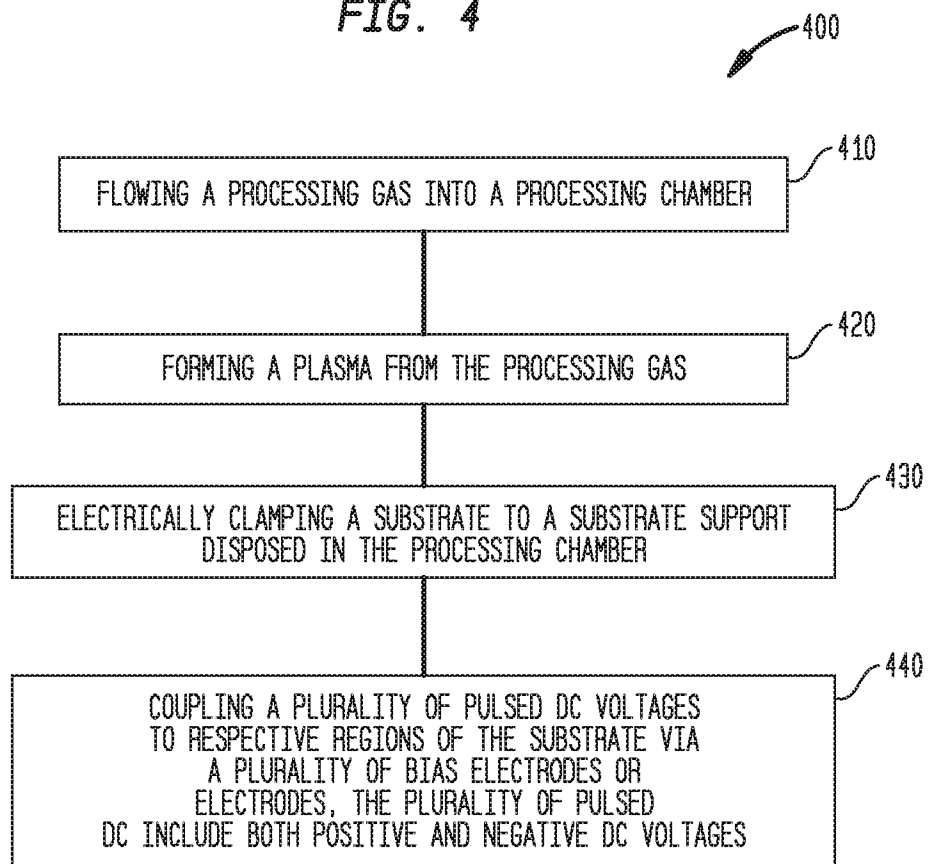 FIG. 4
400
410
FLOWING A PROCESSING GAS INTO A PROCESSING CHAMBER
420
FORMING A PLASMA FROM THE PROCESSING GAS
430
ELECTRICALLY CLAMPING A SUBSTRATE TO A SUBSTRATE SUPPORT
DISPOSED IN THE PROCESSING CHAMBER
440
COUPLING A PLURALITY OF PULSED DC VOLTAGES
TO RESPECTIVE REGIONS OF THE SUBSTRATE VIA
A PLURALITY OF BIAS ELECTRODES OR
ELECTRODES, THE PLURALITY OF PULSED
DC INCLUDE BOTH POSITIVE AND NEGATIVE DC VOLTAGES